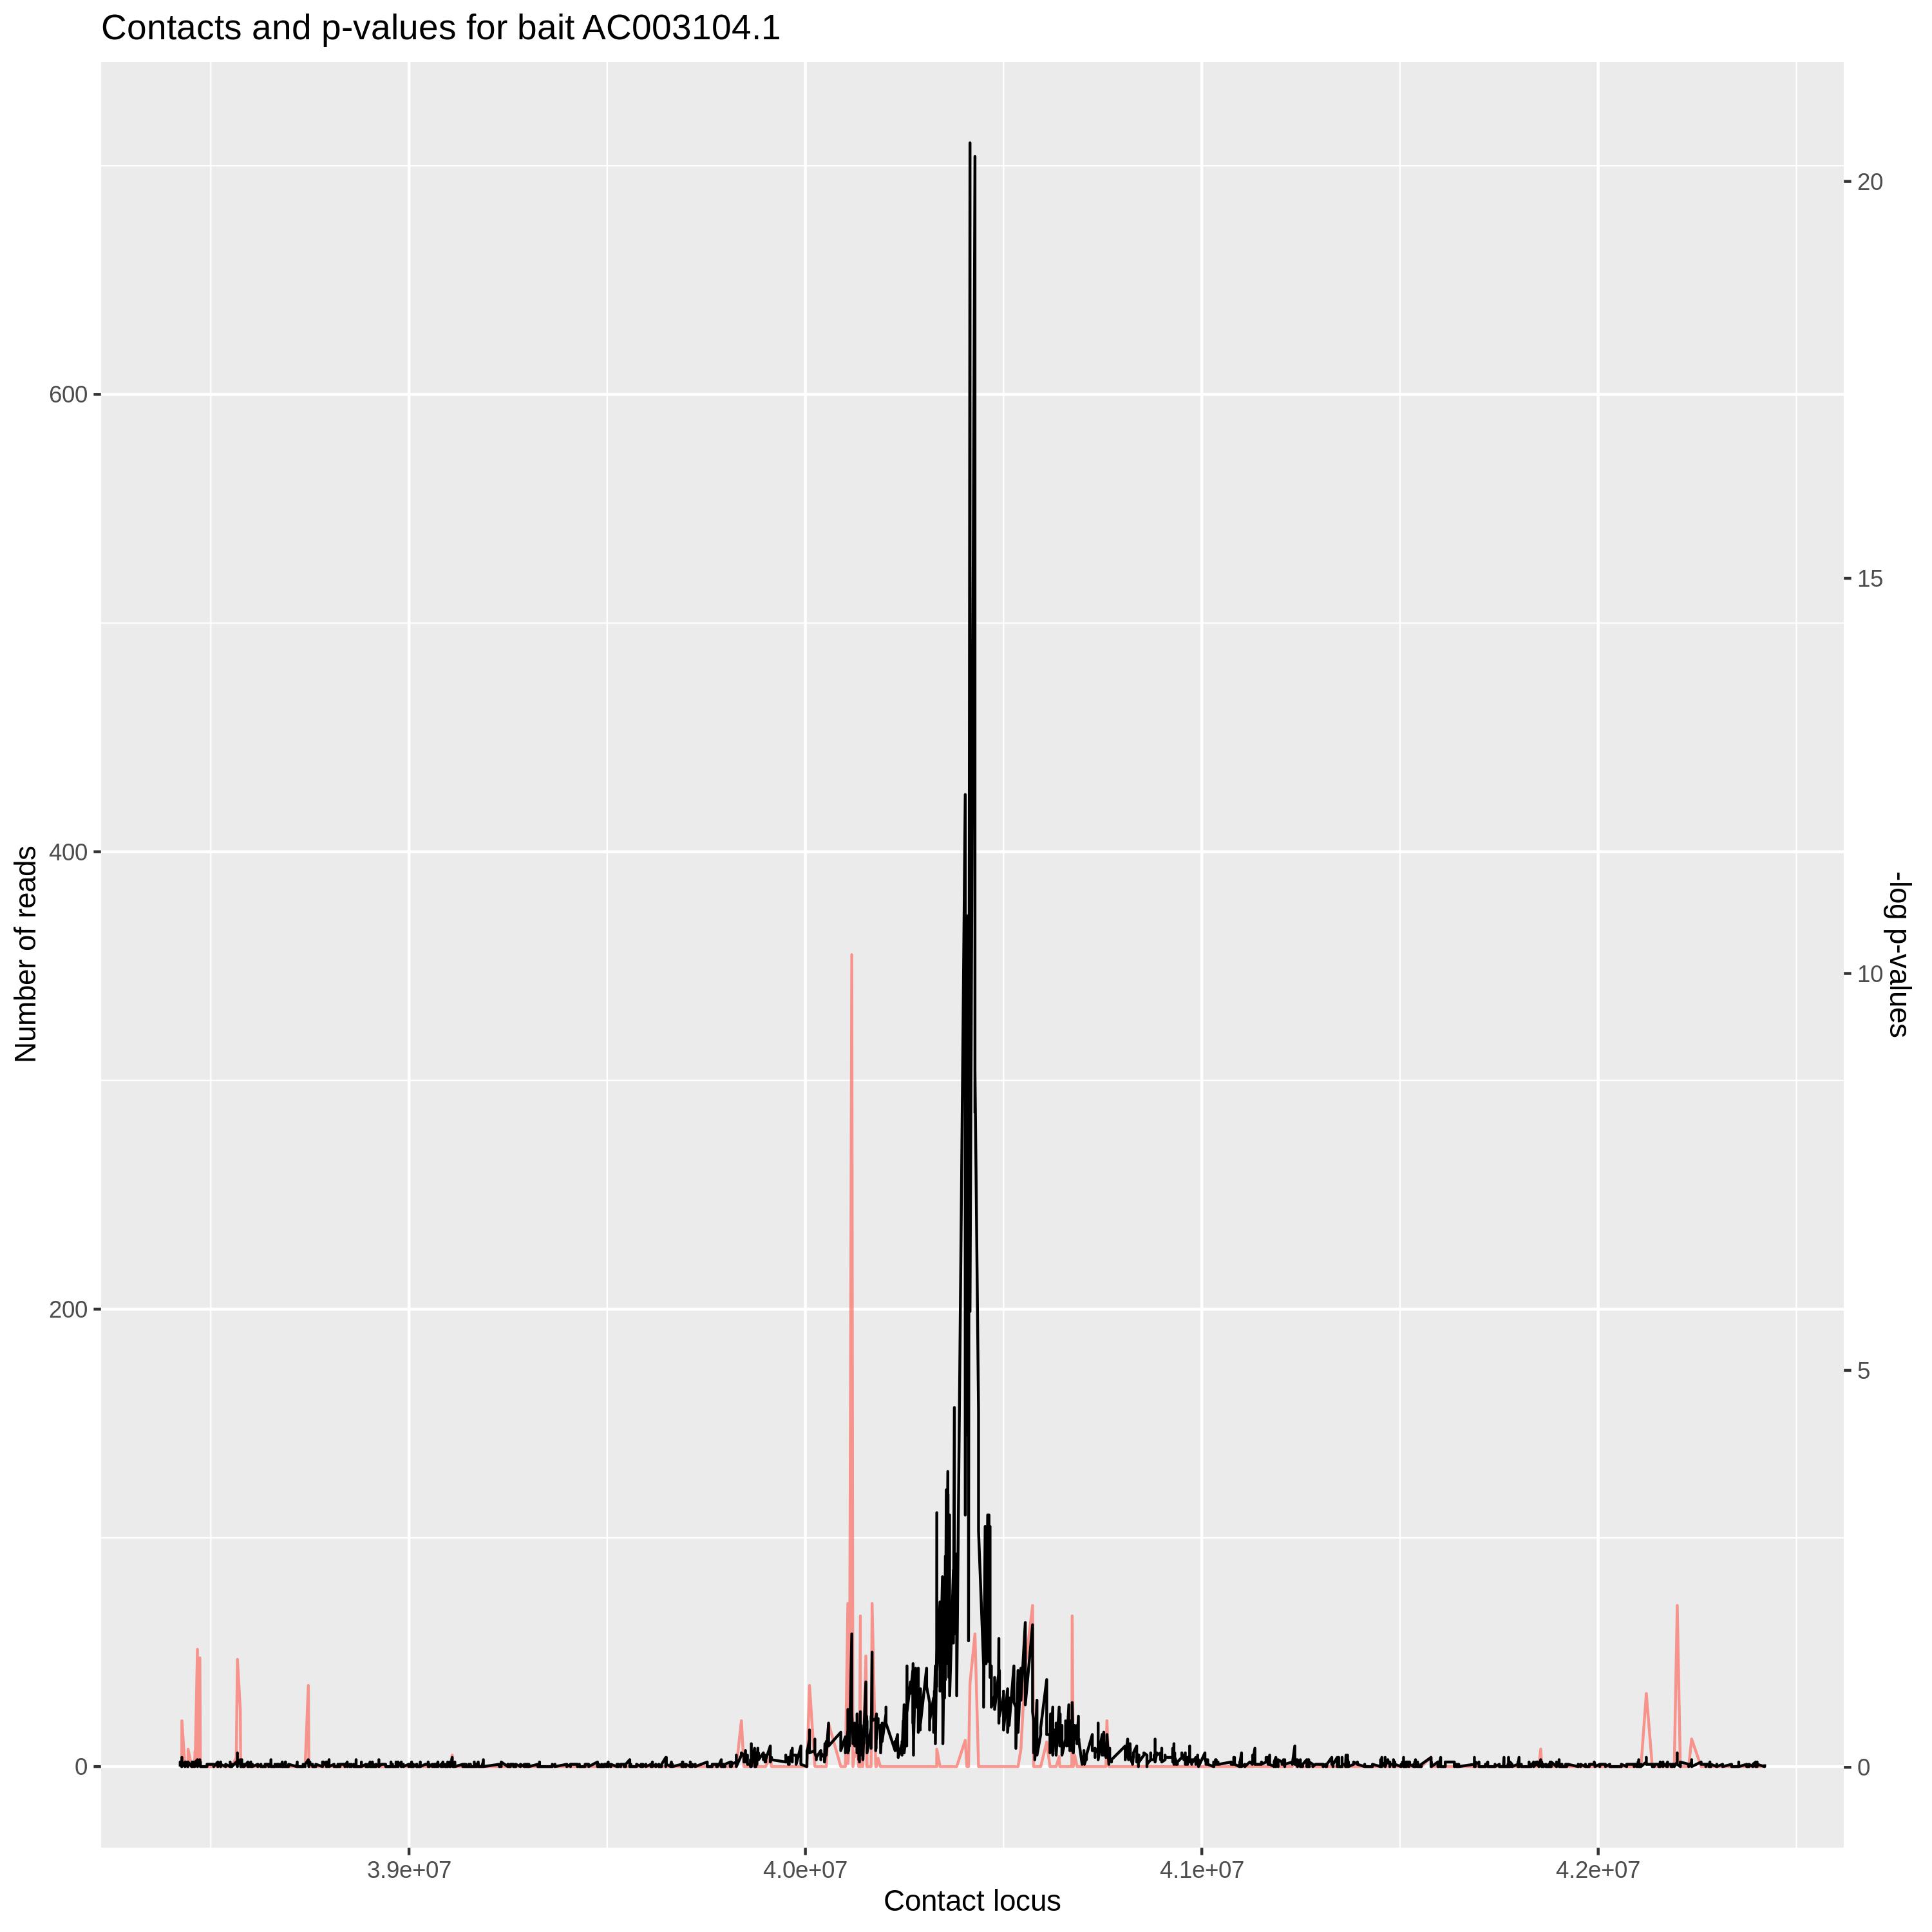 Contacts and p-values for bait AC003104.1
Number of reads
600
400
200
0
20
15
10
5
0
-log p-values
3.9e+07
4.0e+07
4.1e+07
4.2e+07
Contact locus